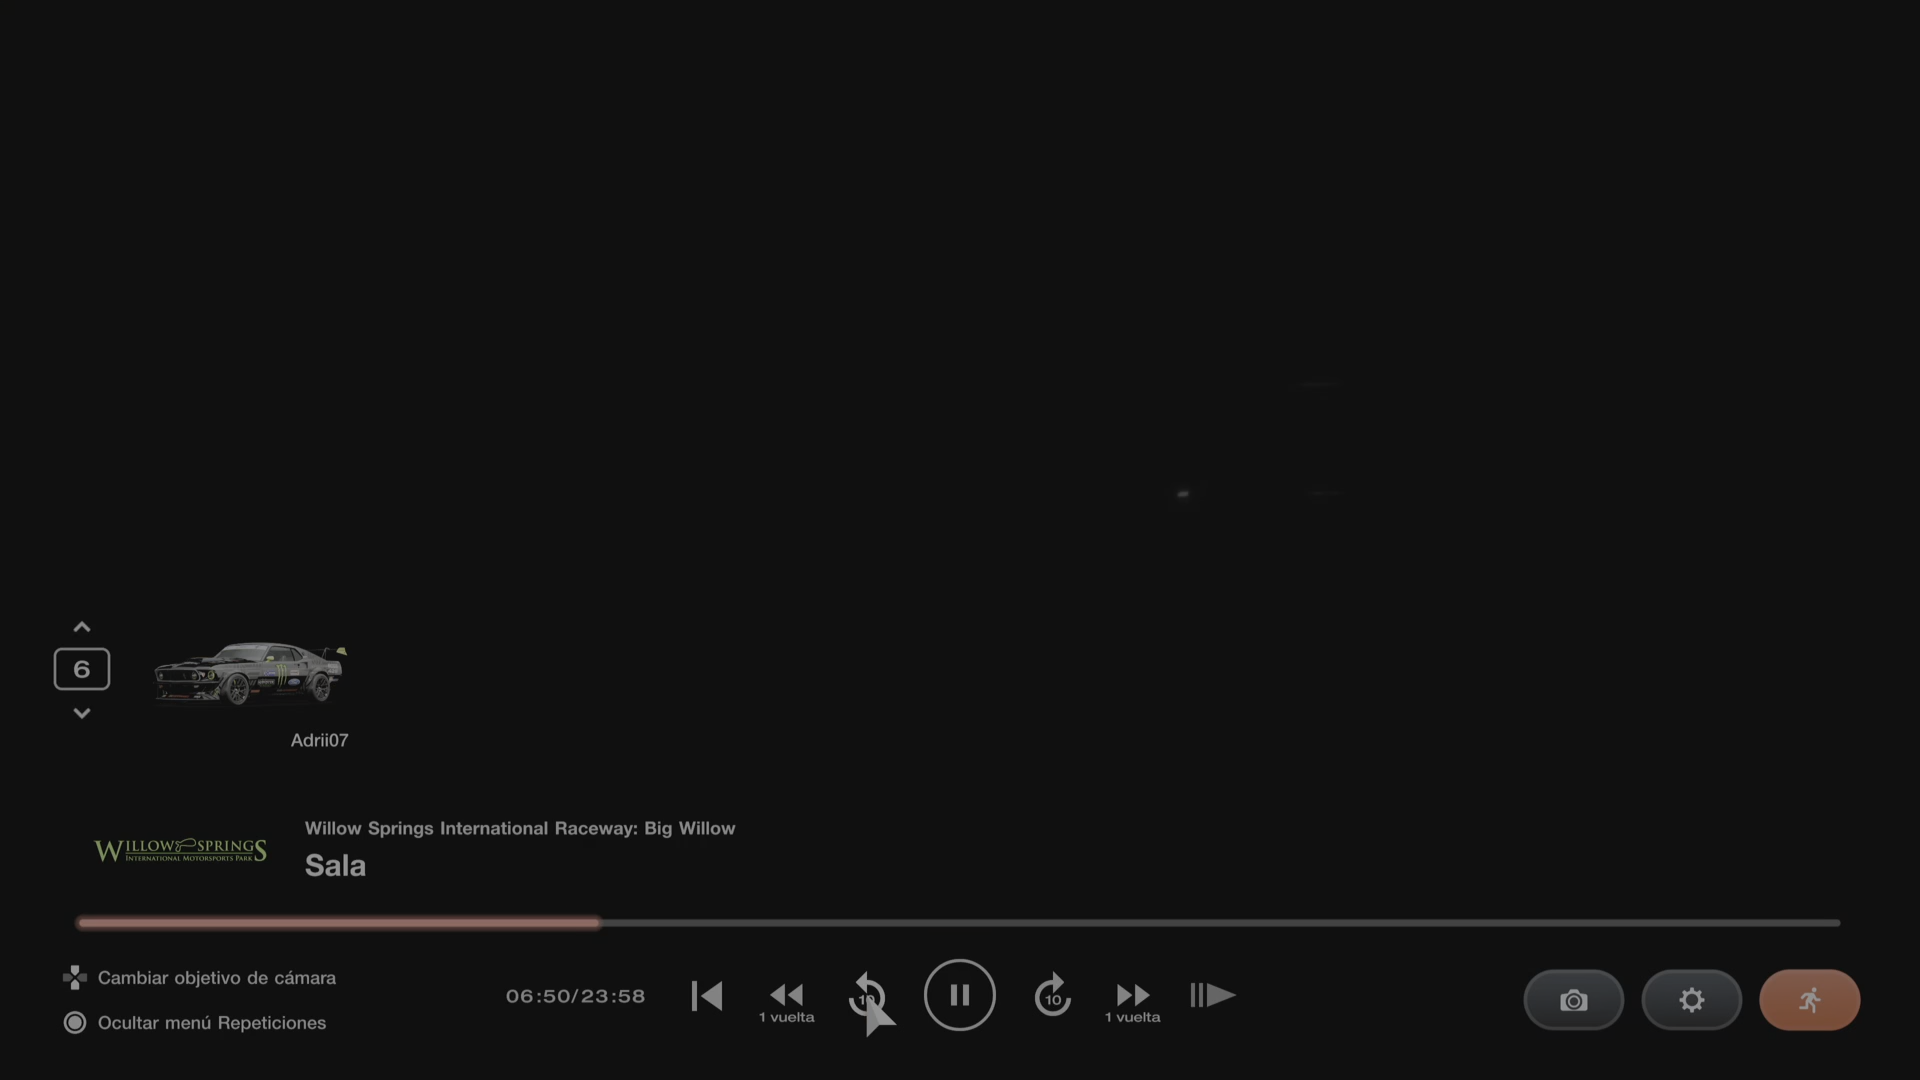 6
Adrii07
Willow Springs International Raceway: Big Willow
WILLOW SPRINGS
INTERNATIONAL MOTORSPORTS PARK
Sala
Cambiar objetivo de cámara
Ocultar menú Repeticiones
06:50/23:58
1 vuelta
10
10
1 vuelta